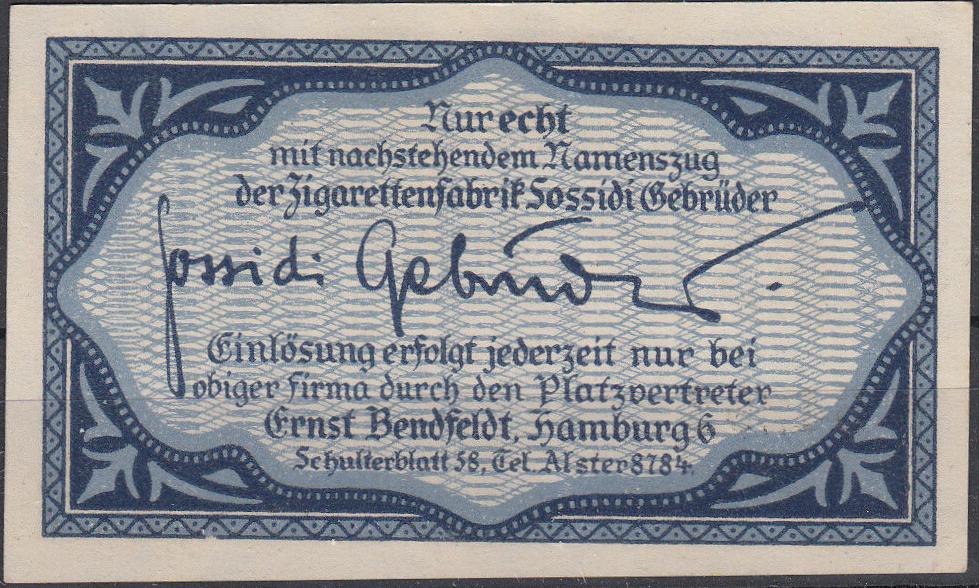 Nur echt
mit nachstehendem Namenszug
der Zigarettenfabrik Sossidi Gebrüder
Sossidi Gebrüder.
Einlösung erfolgt jederzeit nur bei
obiger Firma durch den Platzvertreter
Ernst Bendfeldt, Hamburg 6
Schulterblatt 58, Tel. Alster 8784.